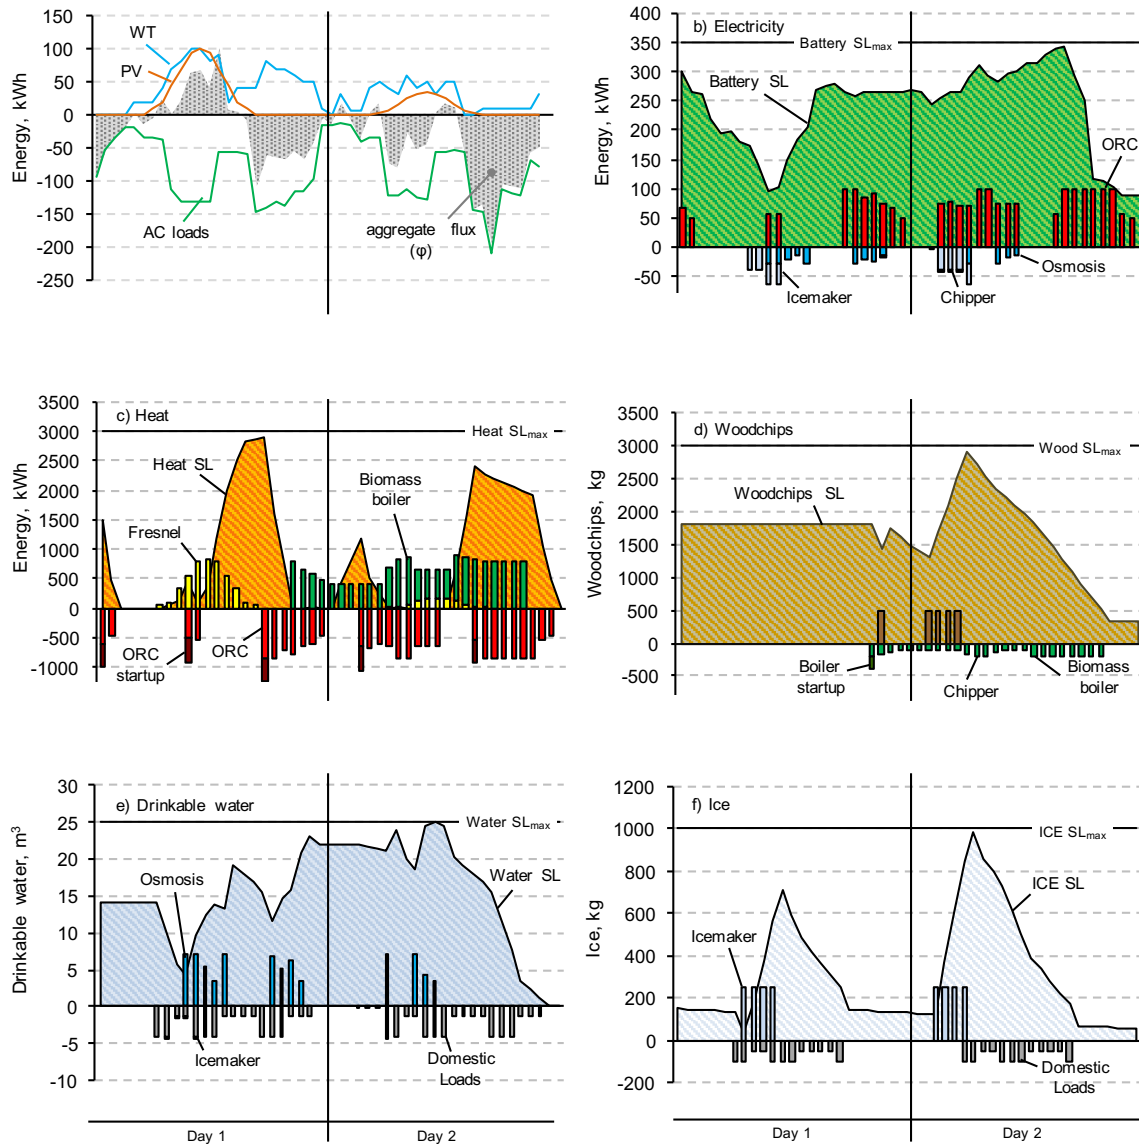 150
100
50
0
-50
-100
-150
-200
-250
Energy, kWh
WT
PV
AC loads
aggregate flux
(φ)
400
350
300
250
200
150
100
50
0
-50
Energy, kWh
b) Electricity
Battery SLmax
Battery SL
ORC
Icemaker
Chipper
Osmosis
3500
3000
2500
2000
1500
1000
500
0
-500
-1000
Energy, kWh
c) Heat
Heat SLmax
Heat SL
Fresnel
Biomass
boiler
ORC
startup
ORC
3500
3000
2500
2000
1500
1000
500
0
-500
Woodchips, kg
d) Woodchips
Wood SLmax
Woodchips SL
Boiler
startup
Chipper
Biomass
boiler
30
25
20
15
10
5
0
-5
-10
Drinkable water, m³
e) Drinkable water
Water SLmax
Osmosis
Water SL
Icemaker
Domestic
Loads
Day 1
Day 2
1200
1000
800
600
400
200
0
-200
Ice, kg
f) Ice
ICE SLmax
ICE SL
Icemaker
Domestic
Loads
Day 1
Day 2